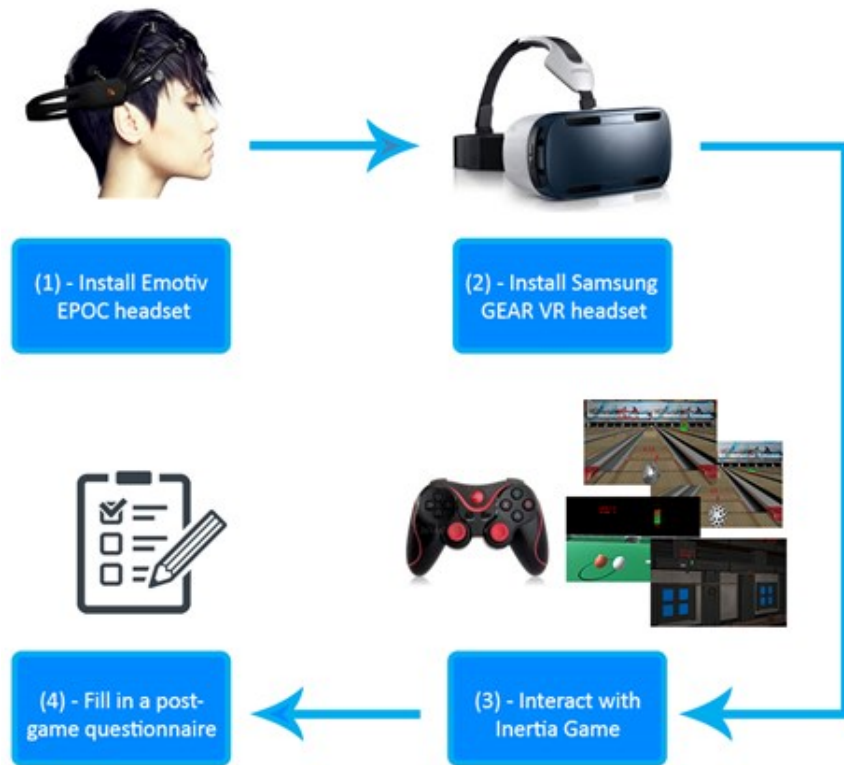 (1) - Install Emotiv
EPOC headset
(2) - Install Samsung
GEAR VR headset
(3) - Interact with
Inertia Game
(4) - Fill in a post-
game questionnaire